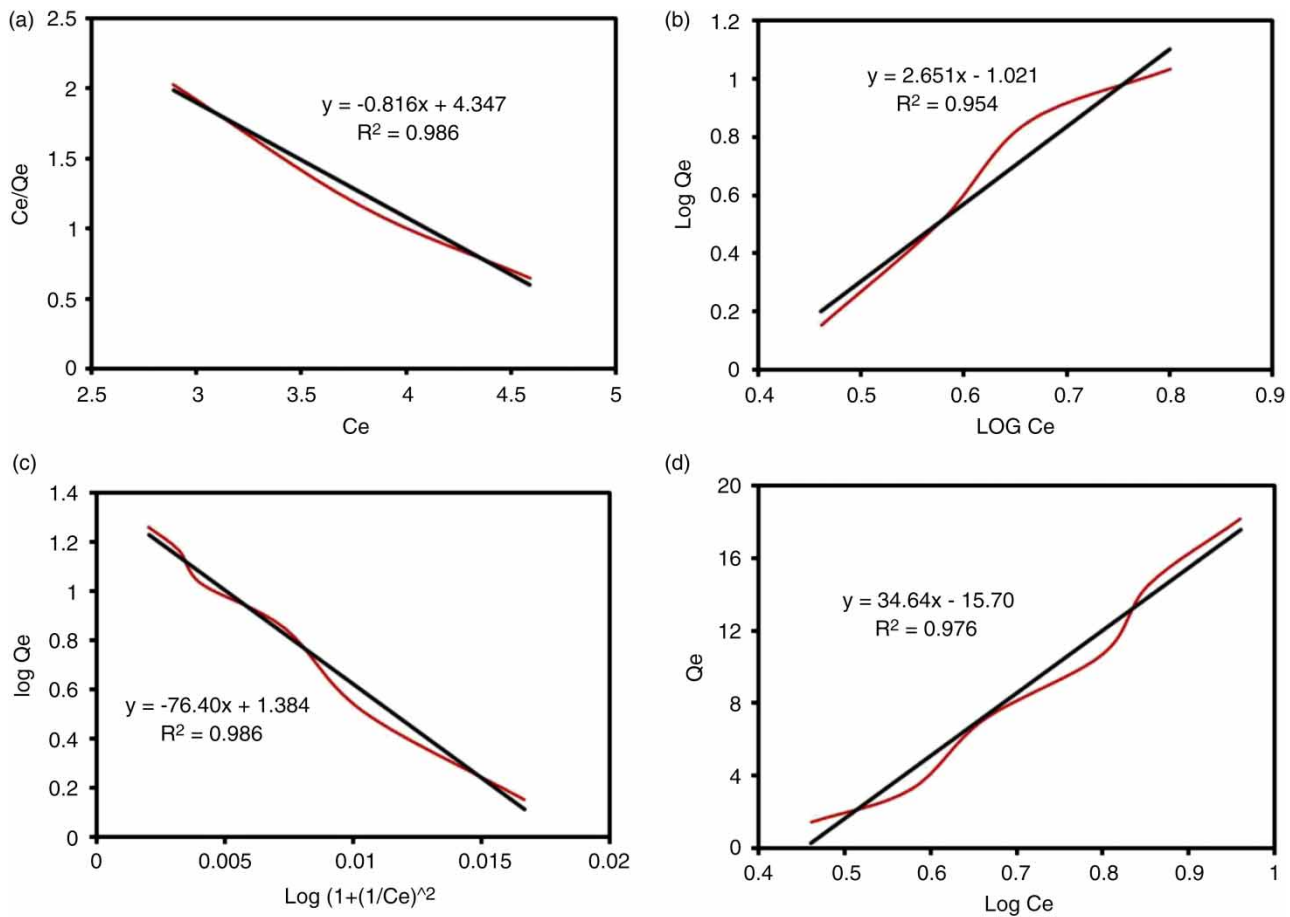 (a)
2.5
2
1.5
1
0.5
0
Ce/Qe
y = -0.816x + 4.347
R² = 0.986
2.5 3 3.5 4 4.5 5
Ce
(b)
1.2
1
0.8
0.6
0.4
0.2
0
Log Qe
y = 2.651x - 1.021
R² = 0.954
0.4 0.5 0.6 0.7 0.8 0.9
LOG Ce
(c)
1.4
1.2
1
0.8
0.6
0.4
0.2
0
log Qe
y = -76.40x + 1.384
R² = 0.986
0 0.005 0.01 0.015 0.02
Log (1+(1/Ce)^2
(d)
20
16
12
8
4
0
Qe
y = 34.64x - 15.70
R² = 0.976
0.4 0.5 0.6 0.7 0.8 0.9 1
Log Ce